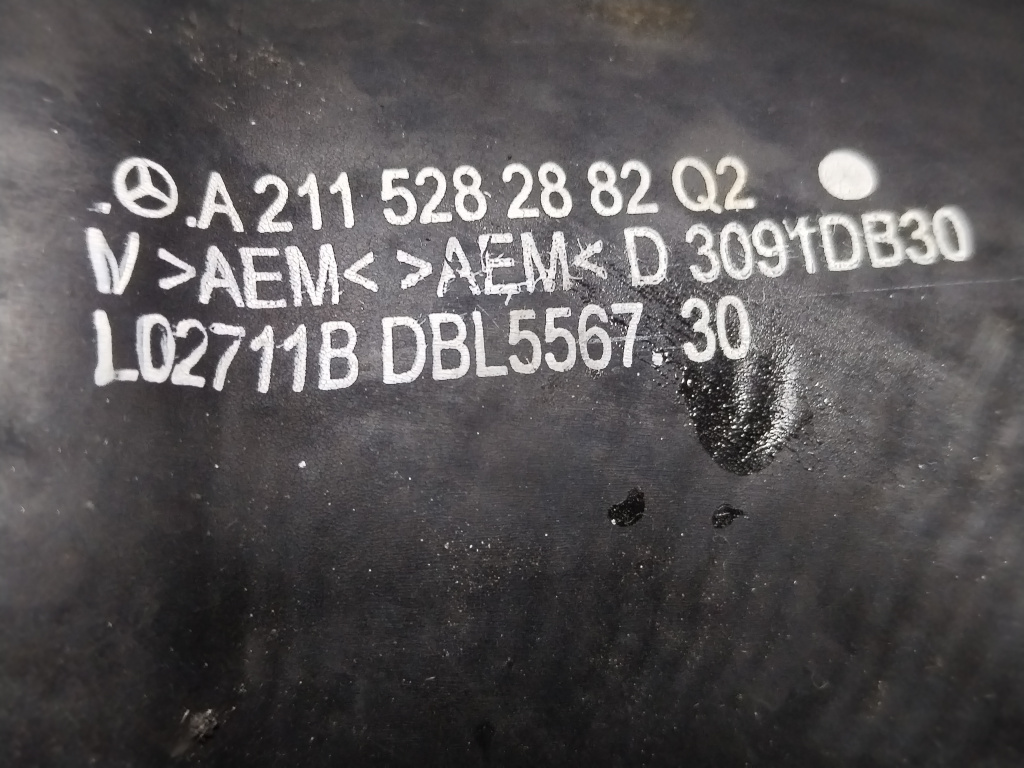 .A 211 528 28 82 Q2
V >AEM< >AEM< D 3091DB30
L02711B DBL5567.30